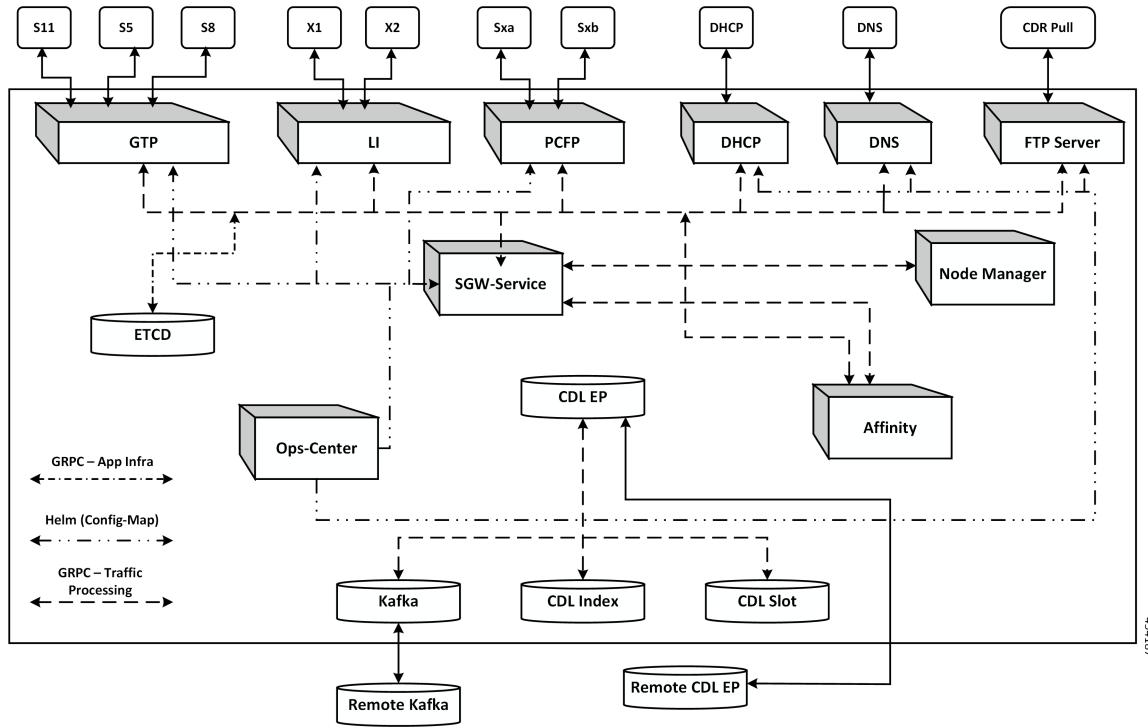 S11
S5
S8
X1
X2
Sxa
Sxb
DHCP
DNS
CDR Pull
GTP
LI
PCFP
DHCP
DNS
FTP Server
SGW-Service
Node Manager
ETCD
CDL EP
Affinity
Ops-Center
GRPC – App Infra
Helm (Config-Map)
GRPC – Traffic
Processing
Kafka
CDL Index
CDL Slot
Remote Kafka
Remote CDL EP